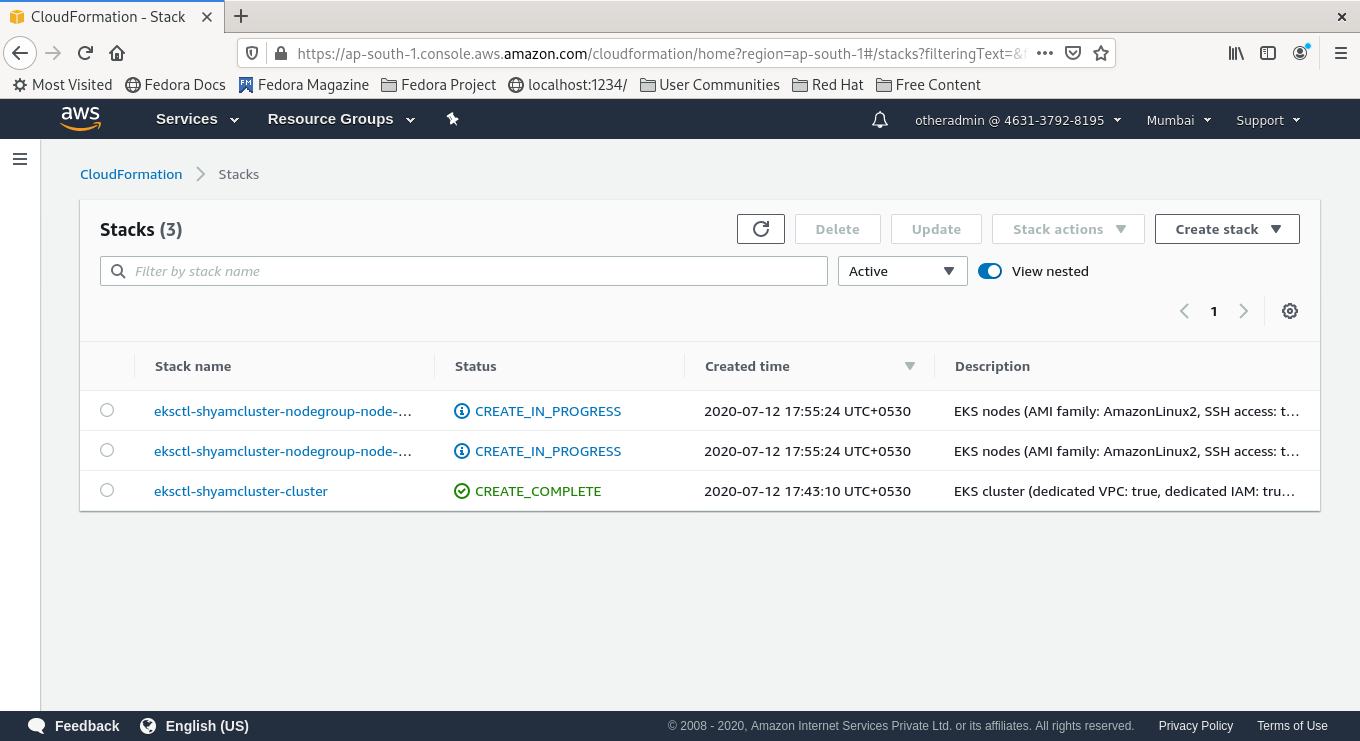 CloudFormation - Stack
https://ap-south-1.console.aws.amazon.com/cloudformation/home?region=ap-south-1#/stacks?filteringText=&f
Most Visited Fedora Docs Fedora Magazine Fedora Project localhost:1234/ User Communities Red Hat Free Content
aws Services Resource Groups otheradmin @ 4631-3792-8195 Mumbai Support
CloudFormation Stacks
Stacks (3) Delete Update Stack actions Create stack
Filter by stack name Active View nested
1
Stack name Status Created time Description
eksctl-shyamcluster-nodegroup-node-... CREATE_IN_PROGRESS 2020-07-12 17:55:24 UTC+0530 EKS nodes (AMI family: AmazonLinux2, SSH access: t...
eksctl-shyamcluster-nodegroup-node-... CREATE_IN_PROGRESS 2020-07-12 17:55:24 UTC+0530 EKS nodes (AMI family: AmazonLinux2, SSH access: t...
eksctl-shyamcluster-cluster CREATE_COMPLETE 2020-07-12 17:43:10 UTC+0530 EKS cluster (dedicated VPC: true, dedicated IAM: tru...
Feedback English (US) © 2008 - 2020, Amazon Internet Services Private Ltd. or its affiliates. All rights reserved. Privacy Policy Terms of Use